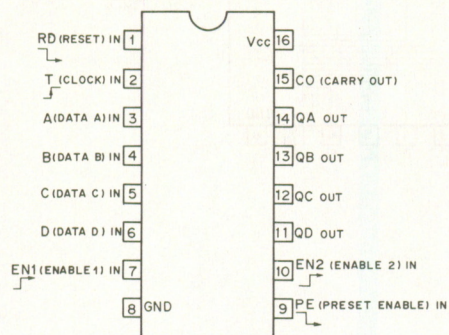 RD (RESET) IN 1
T (CLOCK) IN 2
A (DATA A) IN 3
B (DATA B) IN 4
C (DATA C) IN 5
D (DATA D) IN 6
EN1 (ENABLE 1) IN 7
8 GND
Vcc 16
15 CO (CARRY OUT)
14 QA OUT
13 QB OUT
12 QC OUT
11 QD OUT
10 EN2 (ENABLE 2) IN
9 PE (PRESET ENABLE) IN